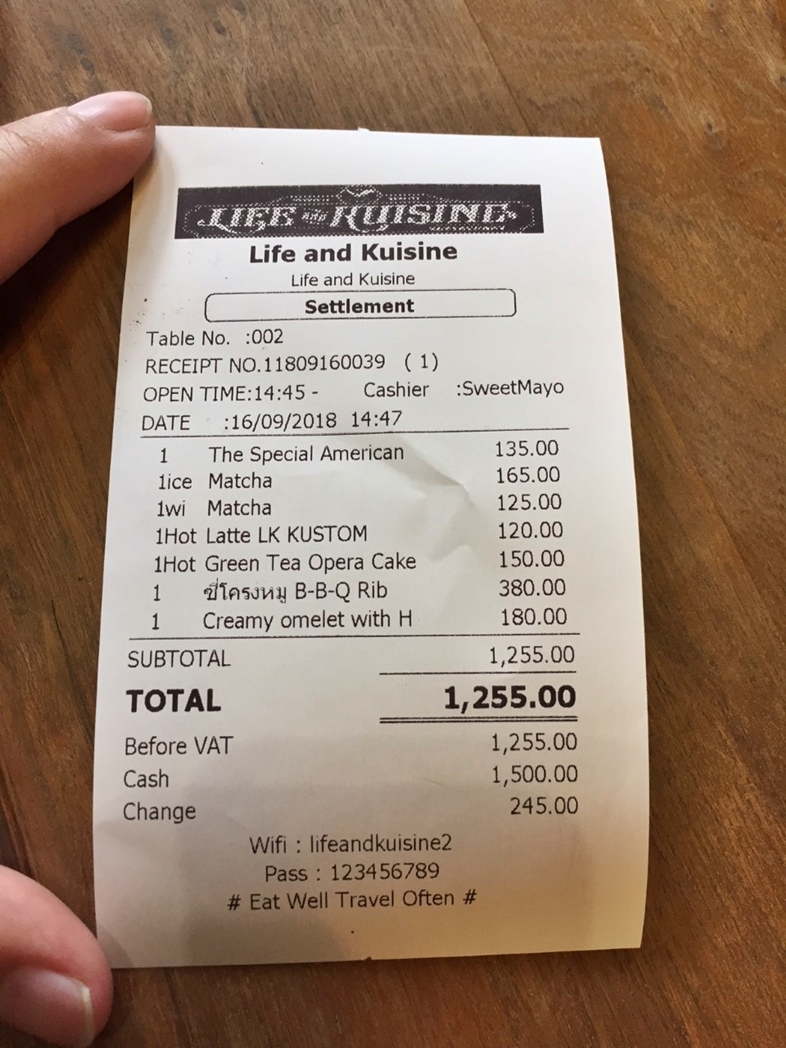 LIFE and KUISINE
Life and Kuisine
Life and Kuisine
Settlement
Table No. :002
RECEIPT NO.11809160039 ( 1)
OPEN TIME:14:45 - Cashier :SweetMayo
DATE :16/09/2018 14:47
1 The Special American 135.00
1ice Matcha 165.00
1wi Matcha 125.00
1Hot Latte LK KUSTOM 120.00
1Hot Green Tea Opera Cake 150.00
1 ซี่โครงหมู B-B-Q Rib 380.00
1 Creamy omelet with H 180.00
SUBTOTAL 1,255.00
TOTAL 1,255.00
Before VAT 1,255.00
Cash 1,500.00
Change 245.00
Wifi : lifeandkuisine2
Pass : 123456789
# Eat Well Travel Often #